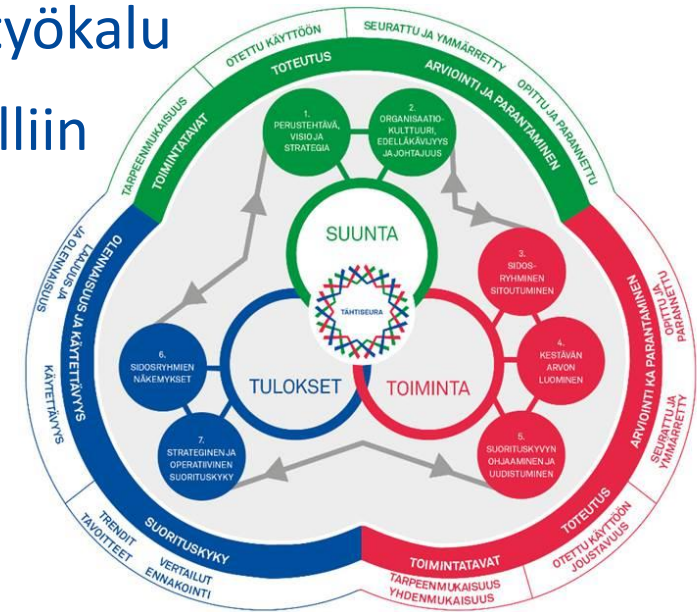 työkalu
lliin
TARPEENMUKAISUUS
OTETTU KÄYTTÖÖN
SEURATTU JA YMMÄRRETTY
OPITTU JA PARANNETTU
TOIMINTATAVAT
TOTEUTUS
ARVIOINTI JA PARANTAMINEN
1.
PERUSTEHTÄVÄ,
VISIO JA
STRATEGIA
2.
ORGANISAATIO-
KULTTUURI,
EDELLÄKÄVIJYYS
JA JOHTAJUUS
SUUNTA
TÄHTISEURA
3.
SIDOS-
RYHMIEN
SITOUTUMINEN
4.
KESTÄVÄN
ARVON
LUOMINEN
5.
SUORITUSKYVYN
OHJAAMINEN JA
UUDISTUMINEN
TOIMINTA
ARVIOINTI KA PARANTAMINEN
TOTEUTUS
TOIMINTATAVAT
OPITTU JA
PARANNETTU
SEURATTU JA
YMMÄRRETTY
OTETTU KÄYTTÖÖN
JOUSTAVUUS
TARPEENMUKAISUUS
YHDENMUKAISUUS
6.
SIDOSRYHMIEN
NÄKEMYKSET
7.
STRATEGINEN JA
OPERATIIVINEN
SUORITUSKYKY
TULOKSET
OLENNAISUUS JA KÄYTETTÄVYYS
SUORITUSKYKY
LAAJUUS JA
JA OLENNAISUUS
KÄYTETTÄVYYS
TRENDIT
TAVOITTEET
VERTAILUT
ENNAKOINTI